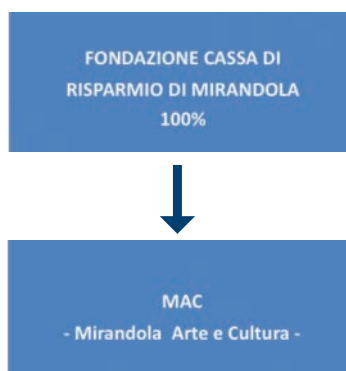 FONDAZIONE CASSA DI
RISPARMIO DI MIRANDOLA
100%
MAC
- Mirandola Arte e Cultura -